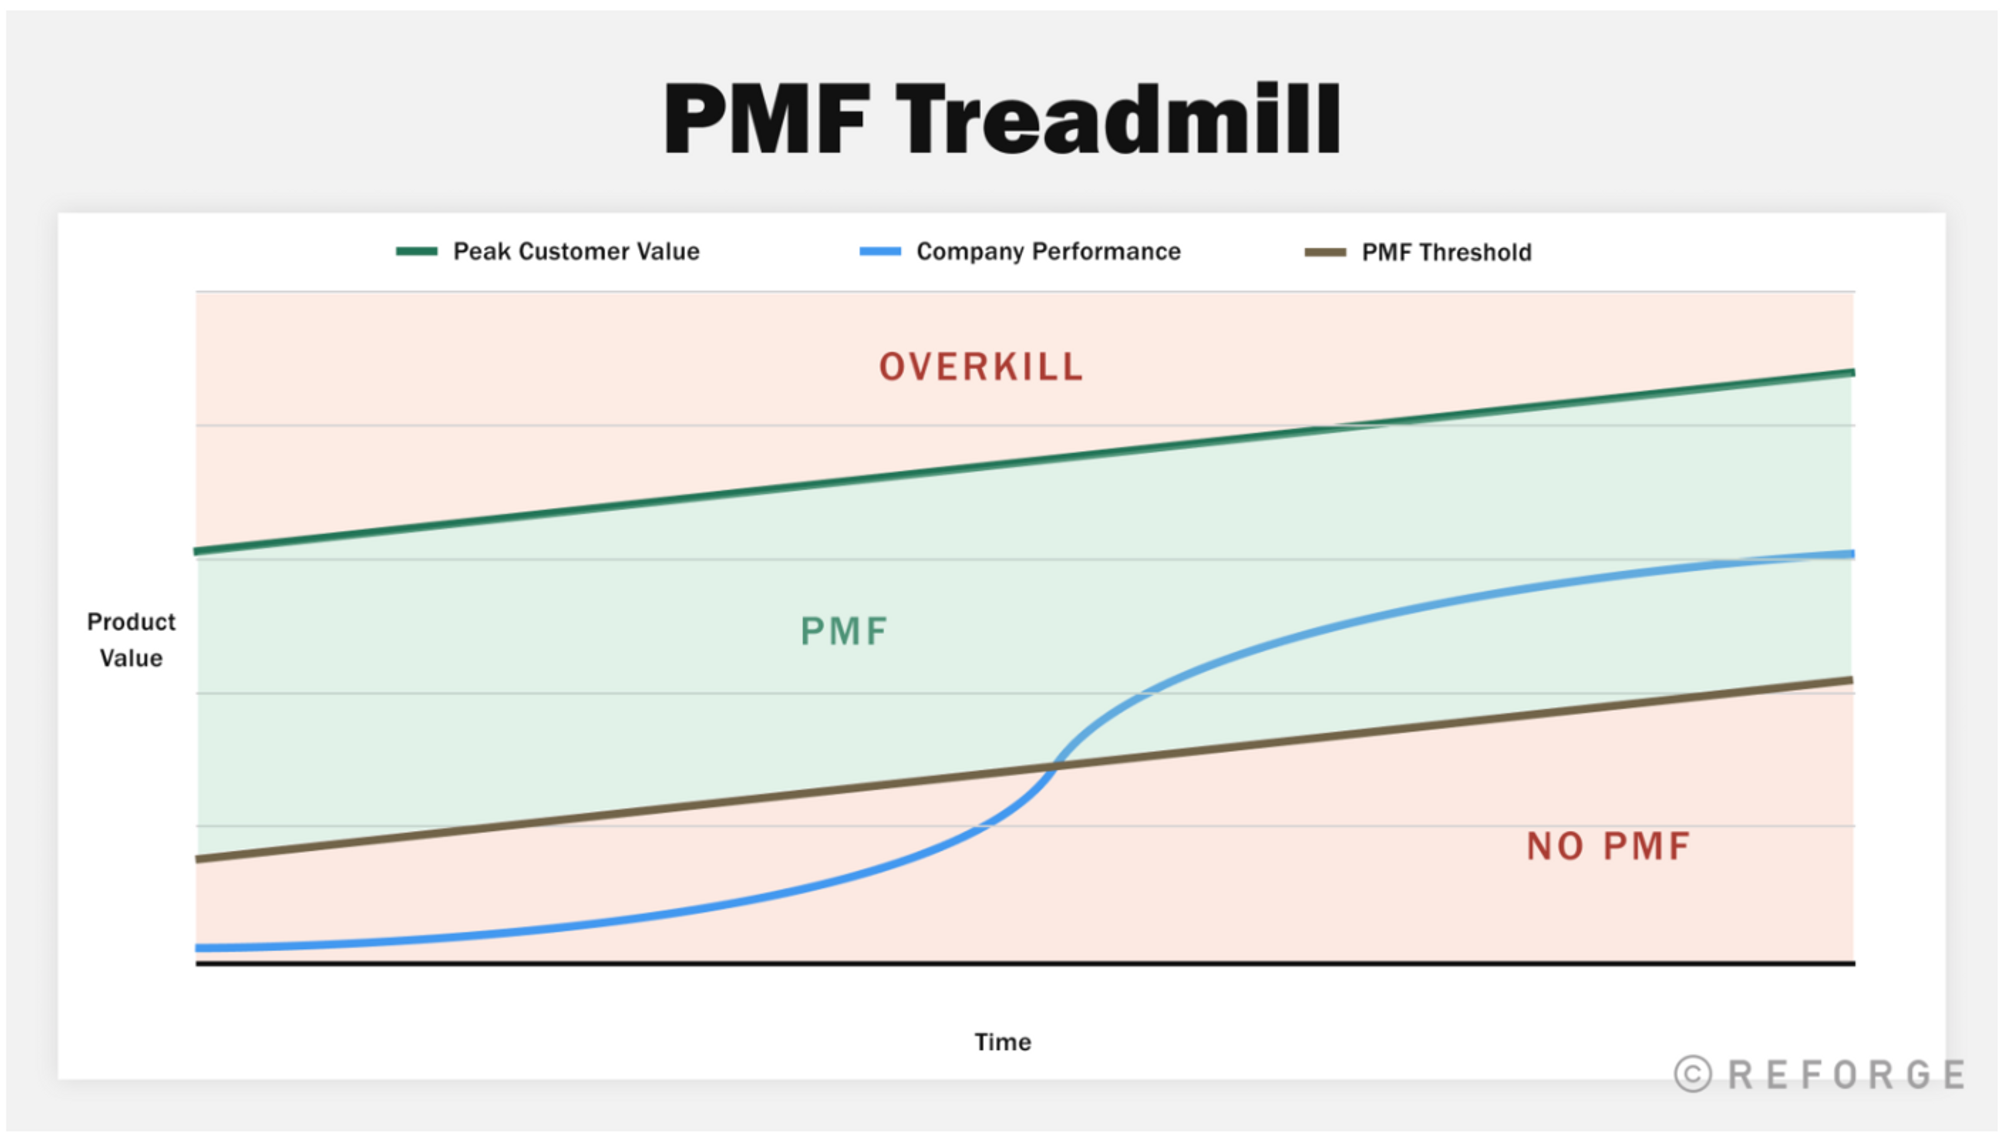 PMF Treadmill
Peak Customer Value
Company Performance
PMF Threshold
OVERKILL
PMF
Product
Value
NO PMF
Time
© REFORGE